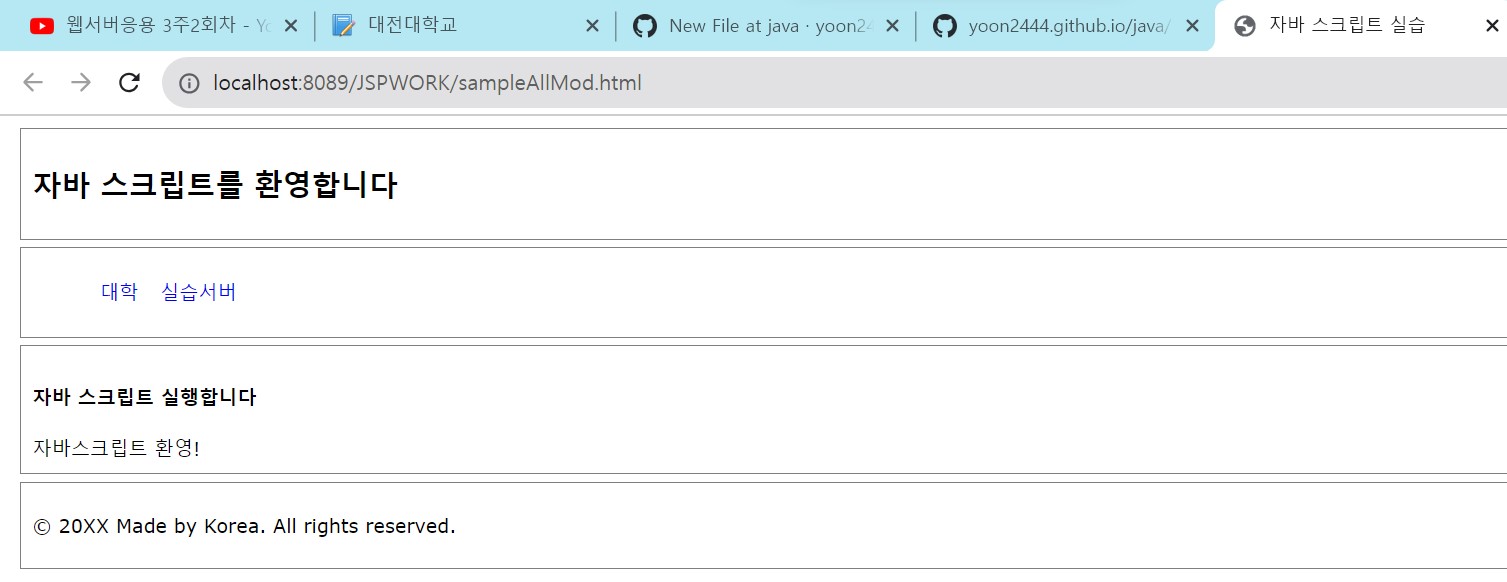 웹서버응용 3주2회차 - Yo
대전대학교
New File at java · yoon24
yoon2444.github.io/java/
자바 스크립트 실습
localhost:8089/JSPWORK/sampleAllMod.html
자바 스크립트를 환영합니다
대학 실습서버
자바 스크립트 실행합니다
자바스크립트 환영!
© 20XX Made by Korea. All rights reserved.